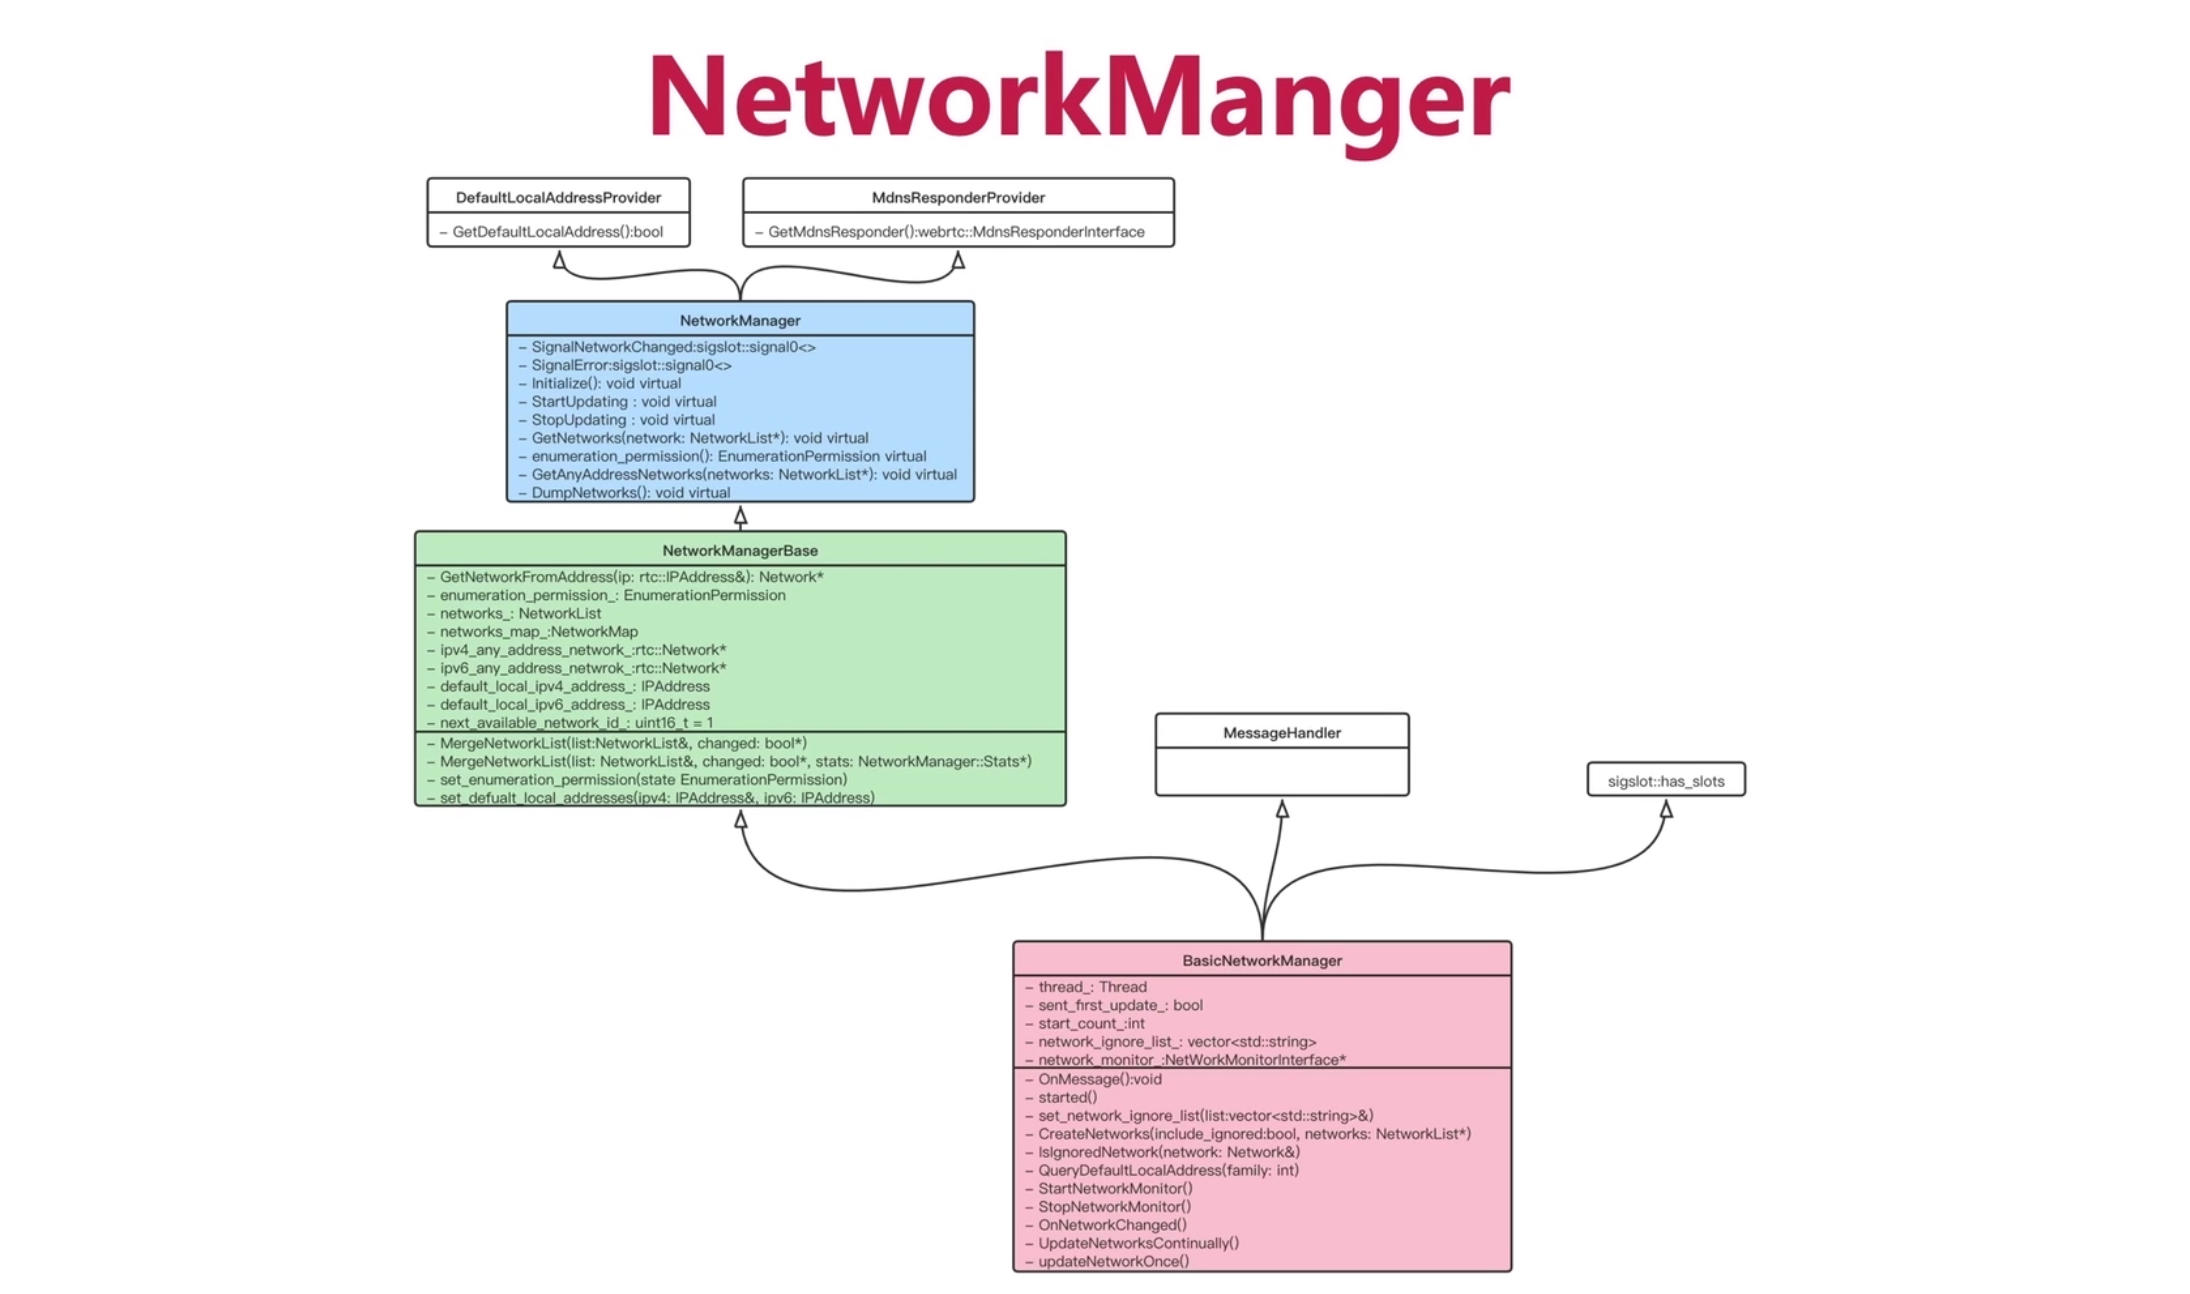 NetworkManger
DefaultLocalAddressProvider
– GetDefaultLocalAddress():bool
MdnsResponderProvider
– GetMdnsResponder():webrtc::MdnsResponderInterface
NetworkManager
– SignalNetworkChanged:sigslot::signal0<>
– SignalError:sigslot::signal0<>
– Initialize(): void virtual
– StartUpdating : void virtual
– StopUpdating : void virtual
– GetNetworks(network: NetworkList*): void virtual
– enumeration_permission(): EnumerationPermission virtual
– GetAnyAddressNetworks(networks: NetworkList*): void virtual
– DumpNetworks(): void virtual
NetworkManagerBase
– GetNetworkFromAddress(ip: rtc::IPAddress&): Network*
– enumeration_permission_: EnumerationPermission
– networks_: NetworkList
– networks_map_:NetworkMap
– ipv4_any_address_network_:rtc::Network*
– ipv6_any_address_netwrok_:rtc::Network*
– default_local_ipv4_address_: IPAddress
– default_local_ipv6_address_: IPAddress
– next_available_network_id_: uint16_t = 1
– MergeNetworkList(list:NetworkList&, changed: bool*)
– MergeNetworkList(list: NetworkList&, changed: bool*, stats: NetworkManager::Stats*)
– set_enumeration_permission(state EnumerationPermission)
– set_defualt_local_addresses(ipv4: IPAddress&, ipv6: IPAddress)
MessageHandler
sigslot::has_slots
BasicNetworkManager
– thread_: Thread
– sent_first_update_: bool
– start_count_:int
– network_ignore_list_: vector<std::string>
– network_monitor_:NetWorkMonitorInterface*
– OnMessage():void
– started()
– set_network_ignore_list(list:vector<std::string>&)
– CreateNetworks(include_ignored:bool, networks: NetworkList*)
– IsIgnoredNetwork(network: Network&)
– QueryDefaultLocalAddress(family: int)
– StartNetworkMonitor()
– StopNetworkMonitor()
– OnNetworkChanged()
– UpdateNetworksContinually()
– updateNetworkOnce()